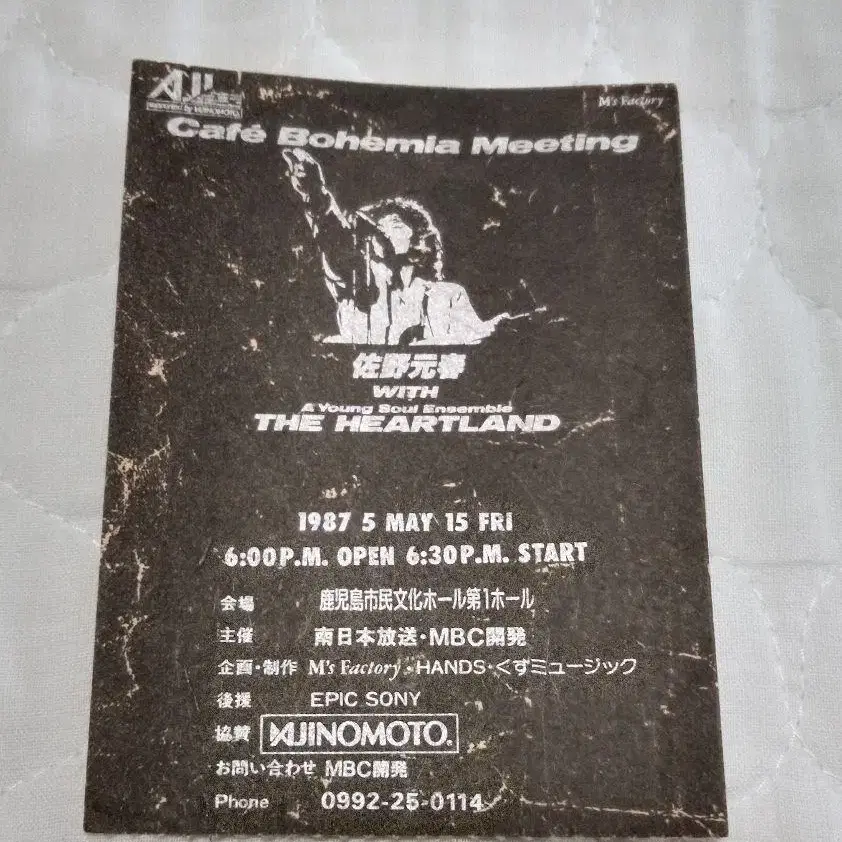 AJI
presented by AJINOMOTO.
M's Factory
Café Bohemia Meeting
佐野元春
WITH
A Young Soul Ensemble
THE HEARTLAND
1987 5 MAY 15 FRI
6:00P.M. OPEN 6:30P.M. START
会場 鹿児島市民文化ホール第1ホール
主催 南日本放送・MBC開発
企画・制作 M's Factory・HANDS・くすミュージック
後援 EPIC SONY
協賛 AJINOMOTO.
お問い合わせ MBC開発
Phone 0992-25-0114